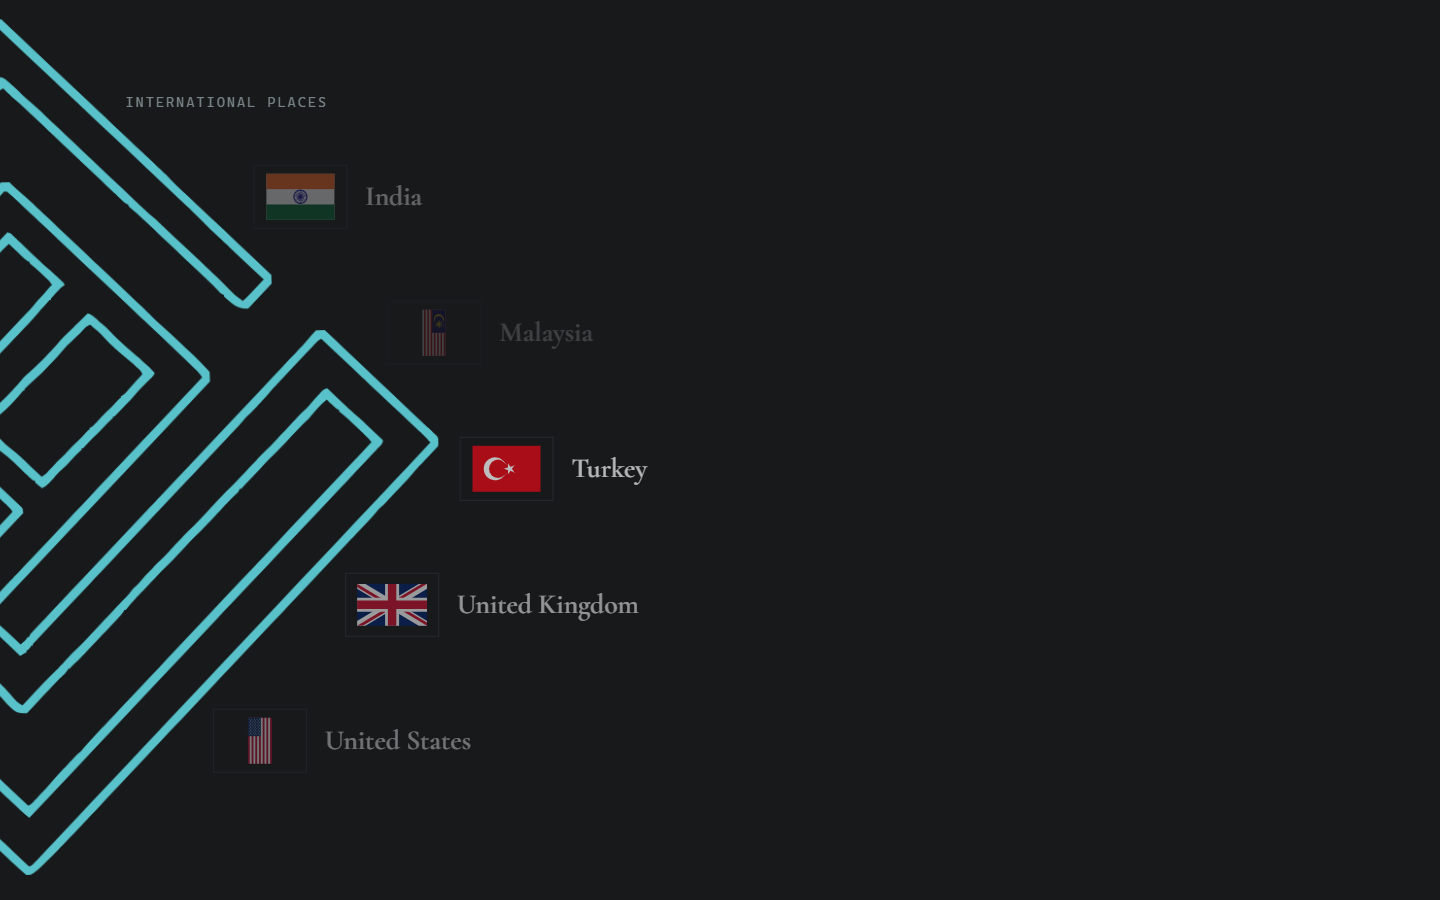 INTERNATIONAL PLACES
India
Malaysia
Turkey
United Kingdom
United States